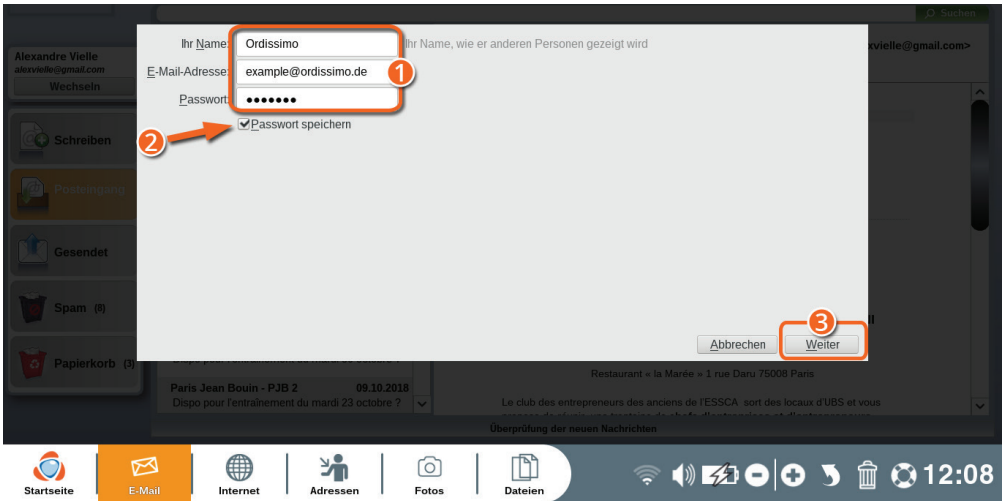 Suchen
Alexandre Vielle
alexvielle@gmail.com
Wechseln
Schreiben
Posteingang
Gesendet
Spam (8)
Papierkorb (3)
Ihr Name: Ordissimo Ihr Name, wie er anderen Personen gezeigt wird
E-Mail-Adresse: example@ordissimo.de 1
Passwort: ●●●●●●●
2 Passwort speichern
3
Abbrechen Weiter
xvielle@gmail.com>
Restaurant « la Marée » 1 rue Daru 75008 Paris
Paris Jean Bouin - PJB 2 09.10.2018
Dispo pour l'entraînement du mardi 23 octobre ?
Le club des entrepreneurs des anciens de l'ESSCA sort des locaux d'UBS et vous
Überprüfung der neuen Nachrichten
Startseite E-Mail Internet Adressen Fotos Dateien 12:08